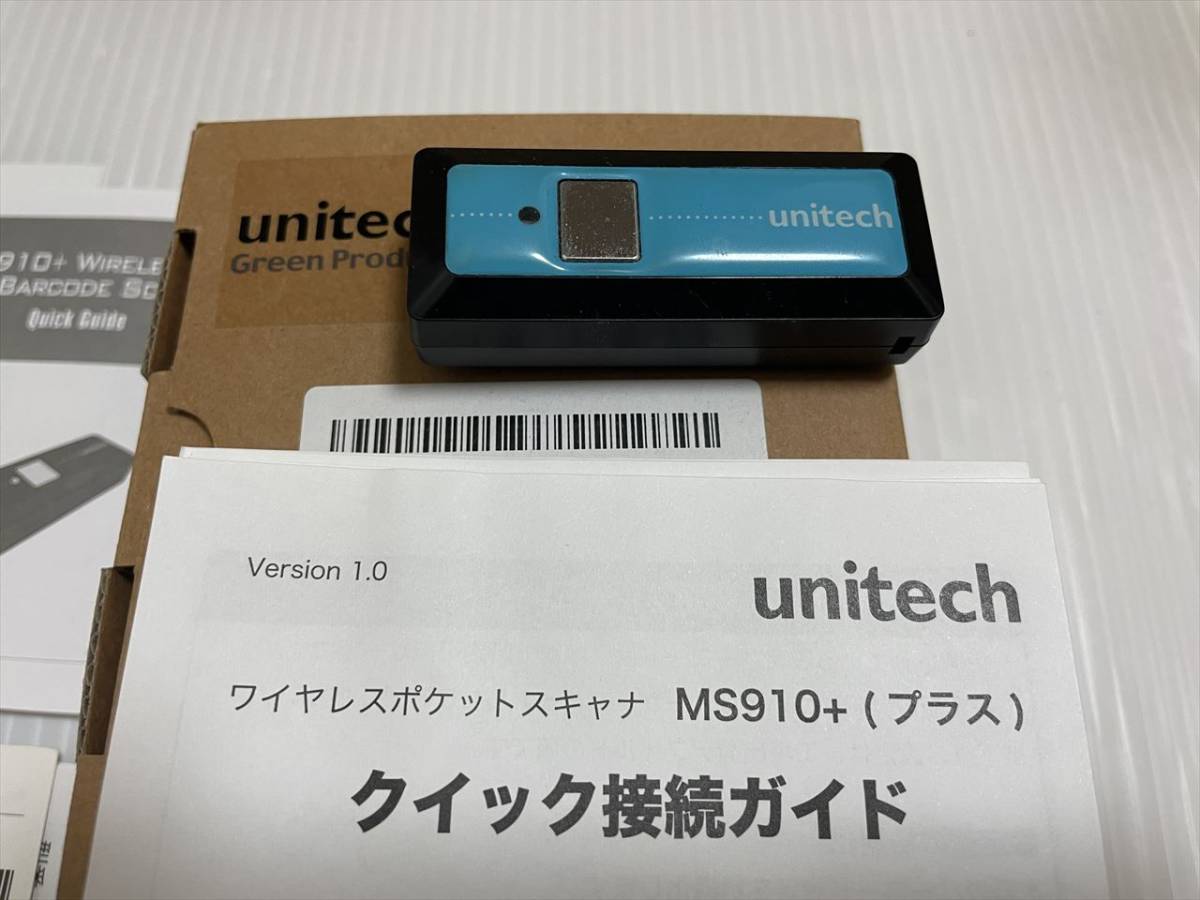 unitech
Green Produ
unitech
910+ WIRELE
BARCODE SC
Quick Guide
Version 1.0
unitech
ワイヤレスポケットスキャナ MS910+(プラス)
クイック接続ガイド